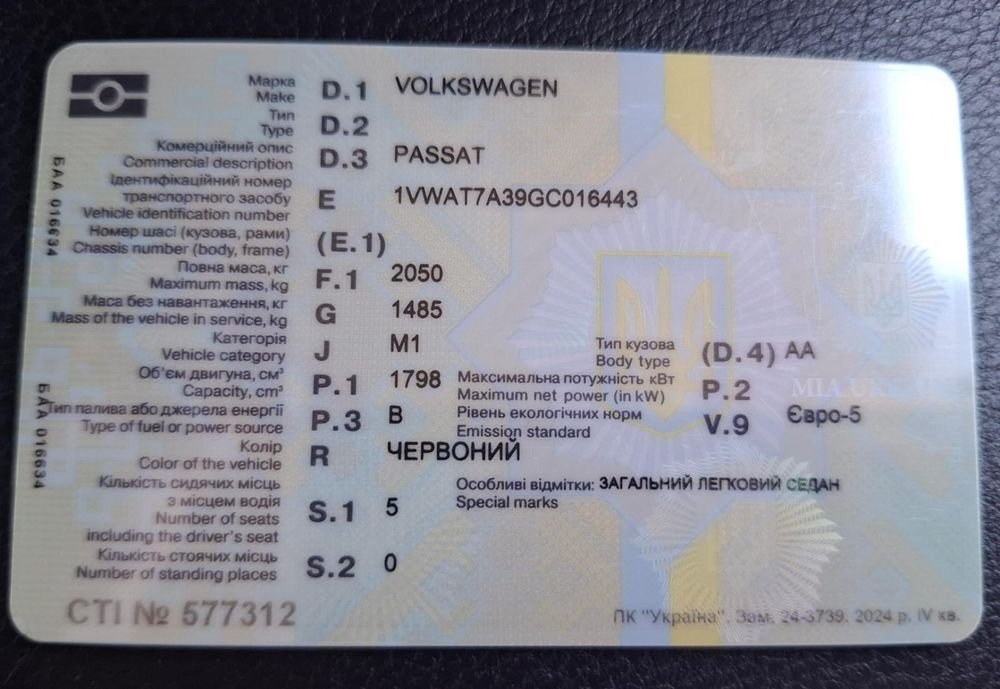 Марка
Make D.1 VOLKSWAGEN
Тип
Type D.2
Комерційний опис
Commercial description D.3 PASSAT
Ідентифікаційний номер
транспортного засобу
Vehicle identification number E 1VWAT7A39GC016443
Номер шасі (кузова, рами)
Chassis number (body, frame) (E.1)
Повна маса, кг
Maximum mass, kg F.1 2050
Маса без навантаження, кг
Mass of the vehicle in service, kg G 1485
Категорія
Vehicle category J M1
Тип кузова
Body type (D.4) АА
Об'єм двигуна, см³
Capacity, cm³ P.1 1798
Максимальна потужність кВт
Maximum net power (in kW) P.2
Тип палива або джерела енергії
Type of fuel or power source P.3 B
Рівень екологічних норм
Emission standard V.9 Євро-5
Колір
Color of the vehicle R ЧЕРВОНИЙ
Кількість сидячих місць
з місцем водія
Number of seats
including the driver's seat S.1 5
Особливі відмітки: ЗАГАЛЬНИЙ ЛЕГКОВИЙ СЕДАН
Special marks
Кількість стоячих місць
Number of standing places S.2 0
СТІ № 577312
ПК "Україна". Зам. 24-3739. 2024 р. IV кв.
БАА 016634
БАА 016634
MIA UK